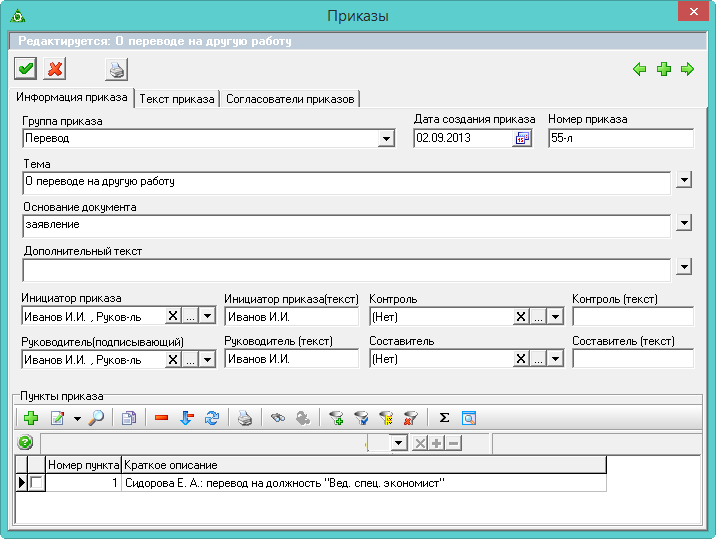 Приказы
Редактируется: О переводе на другую работу
Информация приказа Текст приказа Согласователи приказов
Группа приказа Дата создания приказа Номер приказа
Перевод 02.09.2013 55-л
Тема
О переводе на другую работу
Основание документа
заявление
Дополнительный текст
Инициатор приказа Инициатор приказа(текст) Контроль Контроль (текст)
Иванов И.И. , Руков-ль Иванов И.И. (Нет)
Руководитель(подписывающий) Руководитель (текст) Составитель Составитель (текст)
Иванов И.И. , Руков-ль Иванов И.И. (Нет)
Пункты приказа
Номер пункта Краткое описание
1 Сидорова Е. А.: перевод на должность "Вед. спец. экономист"